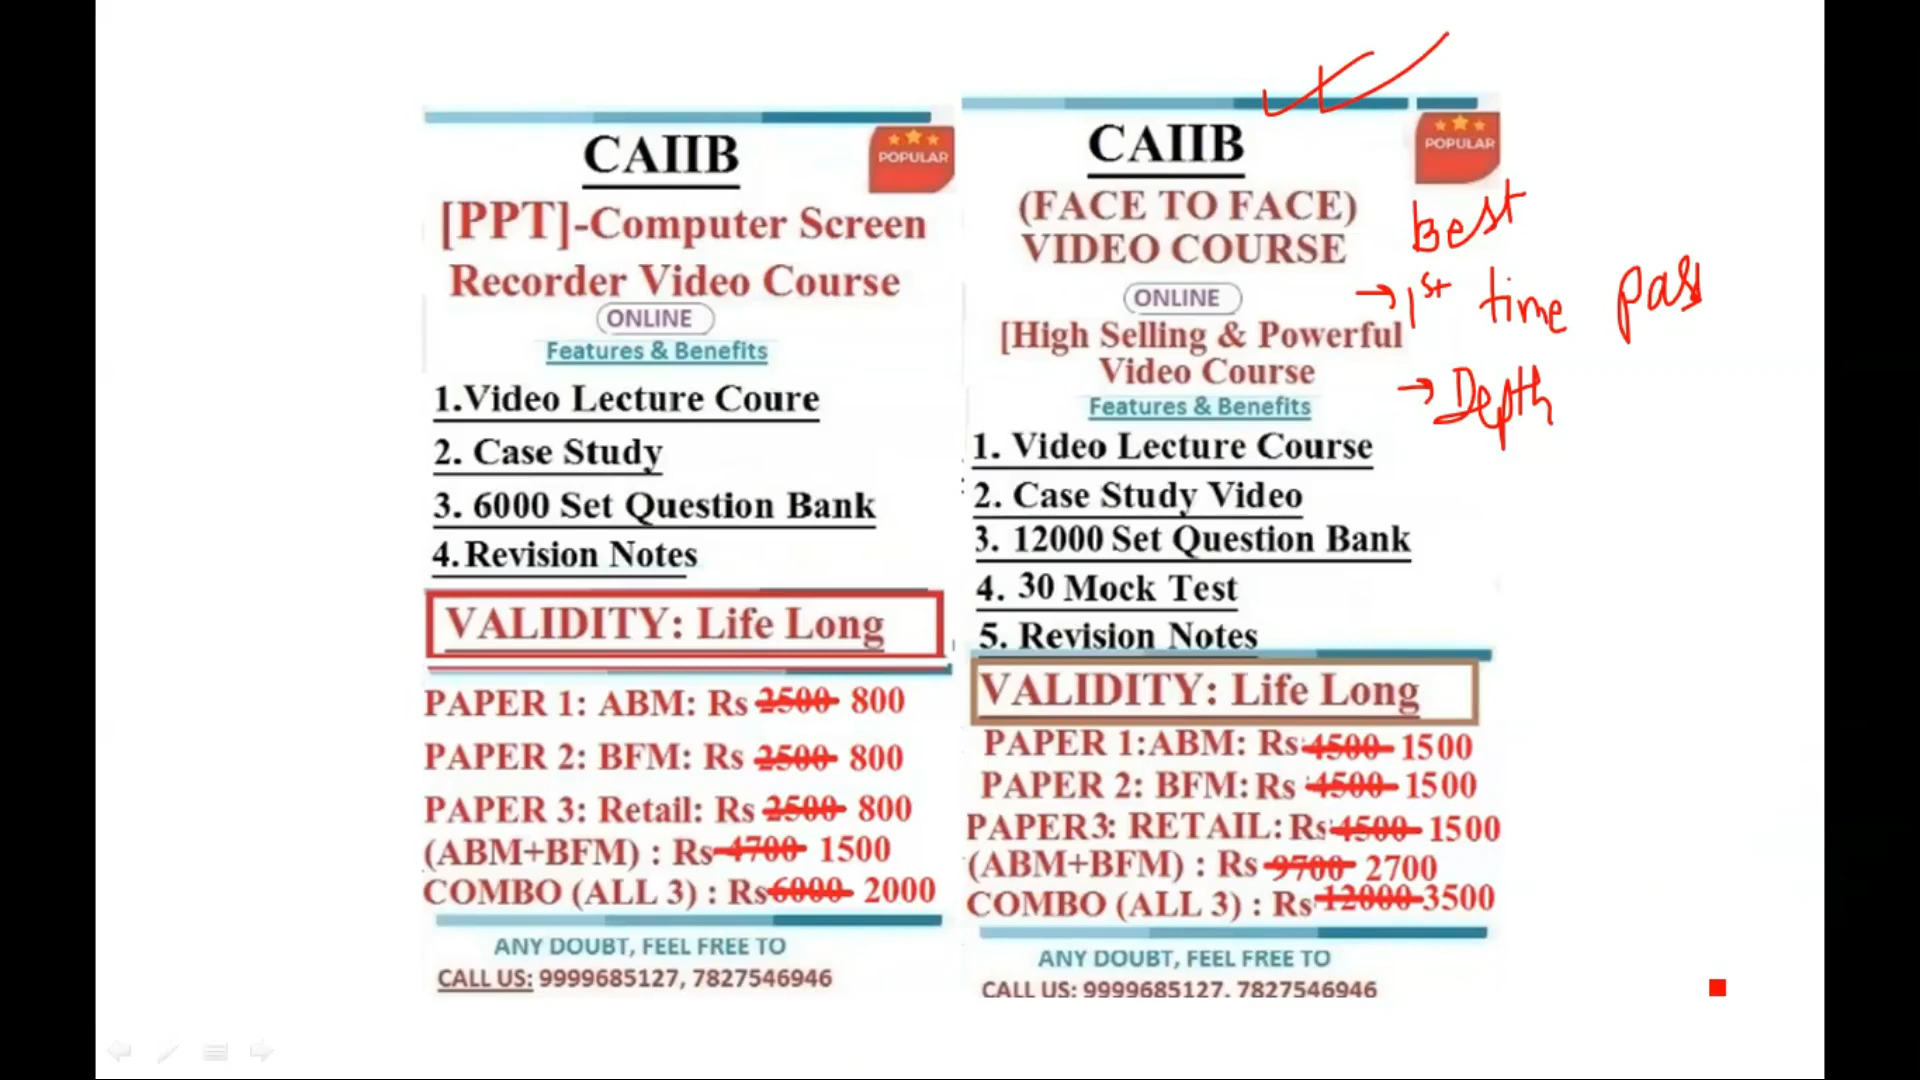 CAIIB
POPULAR
[PPT]-Computer Screen
Recorder Video Course
ONLINE
Features & Benefits
1.Video Lecture Coure
2. Case Study
3. 6000 Set Question Bank
4.Revision Notes
VALIDITY: Life Long
PAPER 1: ABM: Rs 2500 800
PAPER 2: BFM: Rs 2500 800
PAPER 3: Retail: Rs 2500 800
(ABM+BFM) : Rs 4700 1500
COMBO (ALL 3) : Rs 6000 2000
ANY DOUBT, FEEL FREE TO
CALL US: 9999685127, 7827546946
CAIIB
POPULAR
(FACE TO FACE)
VIDEO COURSE
ONLINE
[High Selling & Powerful
Video Course
Features & Benefits
1. Video Lecture Course
2. Case Study Video
3. 12000 Set Question Bank
4. 30 Mock Test
5. Revision Notes
VALIDITY: Life Long
PAPER 1:ABM: Rs 4500 1500
PAPER 2: BFM: Rs 4500 1500
PAPER3: RETAIL: Rs 4500 1500
(ABM+BFM) : Rs 9700 2700
COMBO (ALL 3) : Rs 12000 3500
ANY DOUBT, FEEL FREE TO
CALL US: 9999685127, 7827546946
best
→ 1st time pass
→ Depth